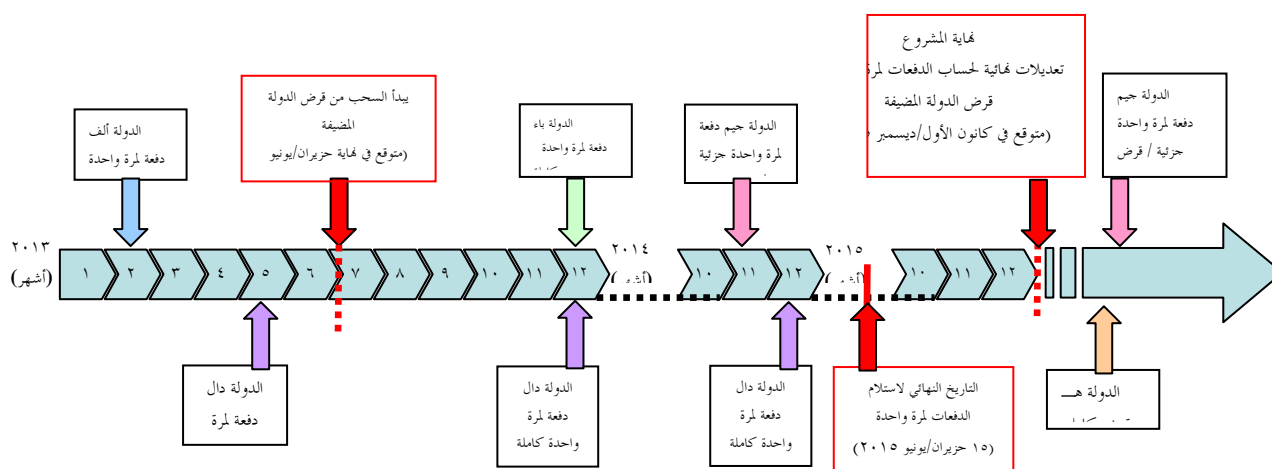 نهاية المشروع
تعديلات نهائية لحساب الدفعات لمرة
قرض الدولة المضيفة
(متوقع في كانون الأول/ديسمبر
يبدأ السحب من قرض الدولة
المضيفة
(متوقع في نهاية حزيران/يونيو
الدولة ألف
دفعة لمرة واحدة
الدولة باء
دفعة لمرة واحدة
الدولة جيم دفعة
لمرة واحدة جزئية
الدولة جيم
دفعة لمرة واحدة
جزئية / قرض
٢٠١٣
(أشهر)
١ ٢ ٣ ٤ ٥ ٦ ٧ ٨ ٩ ١٠ ١١ ١٢
٢٠١٤
١٠ ١١ ١٢
٢٠١٥
١٠ ١١ ١٢
الدولة دال
دفعة لمرة
الدولة دال
دفعة لمرة
واحدة كاملة
الدولة دال
دفعة لمرة
واحدة كاملة
التاريخ النهائي لاستلام
الدفعات لمرة واحدة
(١٥ حزيران/يونيو ٢٠١٥)
الدولة هـــ